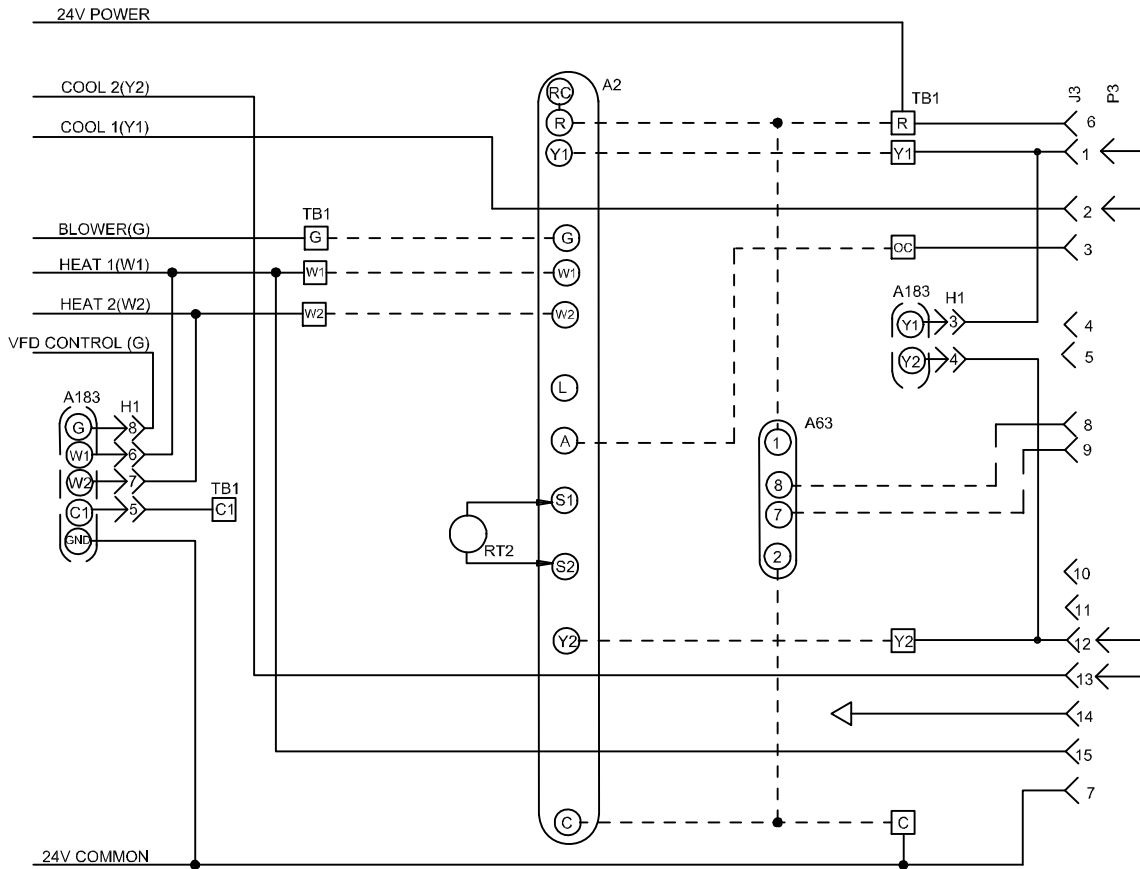 24V POWER
COOL 2(Y2)
A2
RC
TB1
J3
P3
COOL 1(Y1)
R
R
6
Y1
Y1
1
2
TB1
BLOWER(G)
G
G
OC
3
HEAT 1(W1)
W1
W1
A183
H1
HEAT 2(W2)
W2
W2
Y1
3
4
VFD CONTROL (G)
Y2
4
5
A183
H1
L
G
8
A63
8
A
1
W1
6
9
W2
7
TB1
8
C1
5
C1
S1
7
GND
RT2
S2
2
10
11
Y2
Y2
12
13
14
15
7
C
C
24V COMMON